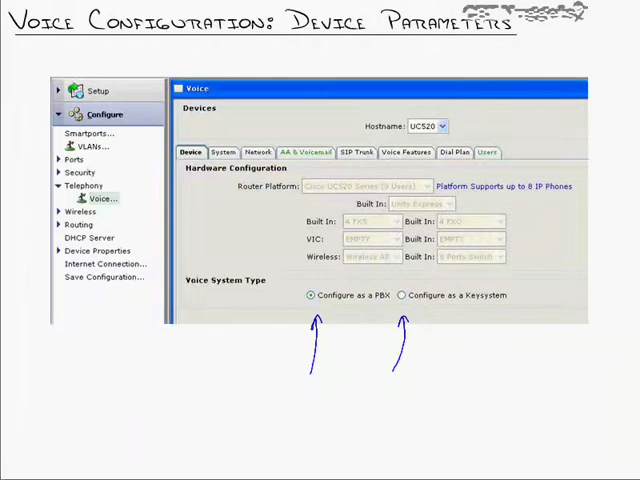 VOICE CONFIGURATION: DEVICE PARAMETERS
Setup
Configure
Smartports...
VLANs...
Ports
Security
Telephony
Voice...
Wireless
Routing
DHCP Server
Device Properties
Internet Connection...
Save Configuration...
Voice
Devices
Hostname: UC520
Device System Network AA & Voicemail SIP Trunk Voice Features Dial Plan Users
Hardware Configuration
Router Platform: Cisco UC520 Series (8 Users) Platform Supports up to 8 IP Phones
Built In: Unity Express
Built In: 4 FXS Built In: 4 FXO
VIC: EMPTY Built In: EMPTY
Wireless: Wireless AP Built In: 8 Ports Switch
Voice System Type
Configure as a PBX Configure as a Keysystem